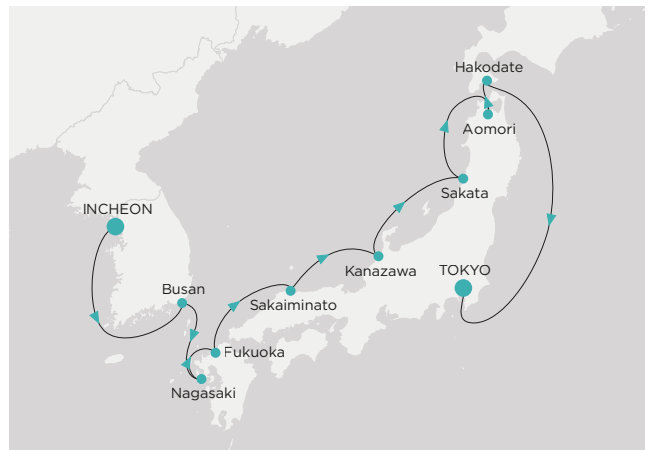 Hakodate
Aomori
Sakata
INCHEON
Kanazawa
TOKYO
Busan
Sakaiminato
Fukuoka
Nagasaki